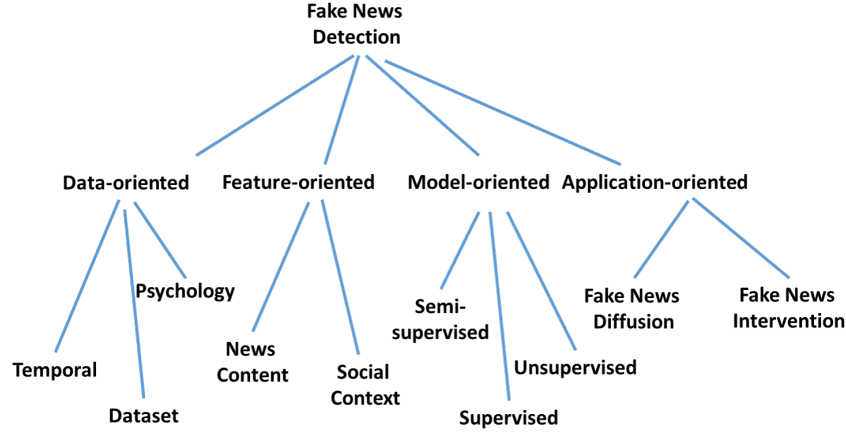 Fake News
Detection
Data-oriented
Feature-oriented
Model-oriented
Application-oriented
Psychology
Temporal
Dataset
News
Content
Social
Context
Semi-
supervised
Unsupervised
Supervised
Fake News
Diffusion
Fake News
Intervention